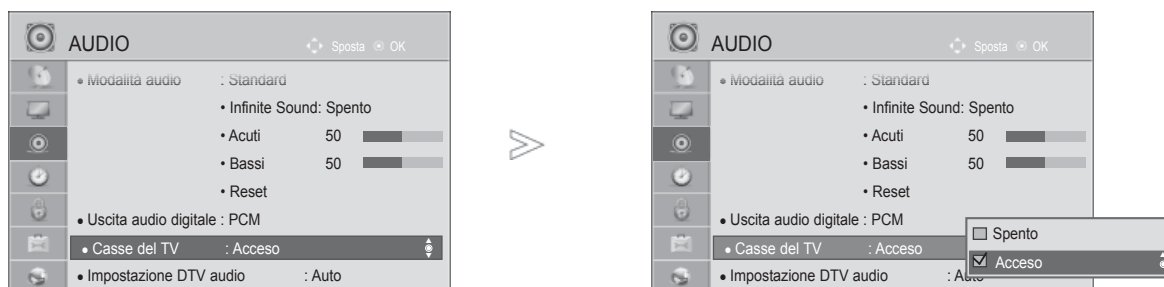 AUDIO
Sposta OK
• Modalità audio : Standard
• Infinite Sound: Spento
• Acuti 50
• Bassi 50
• Reset
• Uscita audio digitale : PCM
• Casse del TV : Acceso
• Impostazione DTV audio : Auto
>
AUDIO
Sposta OK
• Modalità audio : Standard
• Infinite Sound: Spento
• Acuti 50
• Bassi 50
• Reset
• Uscita audio digitale : PCM
• Casse del TV : Acceso
• Impostazione DTV audio
Spento
Acceso